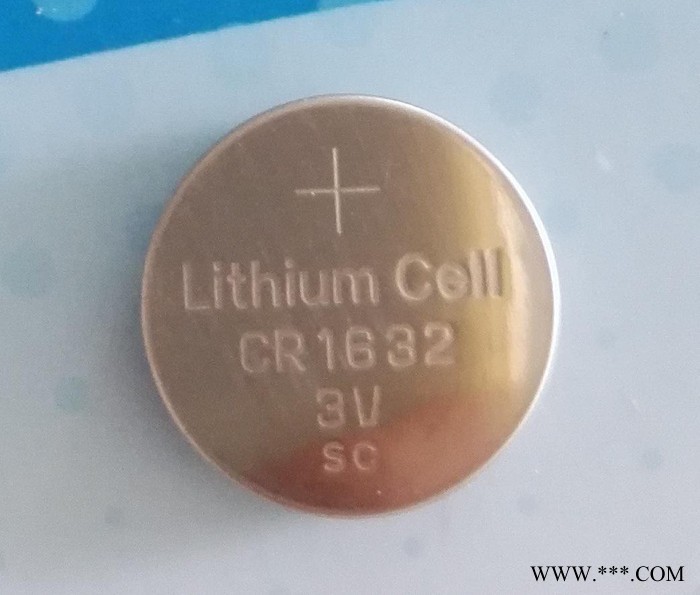 +
Lithium Cell
CR1632
3V
SC
WWW.***.COM